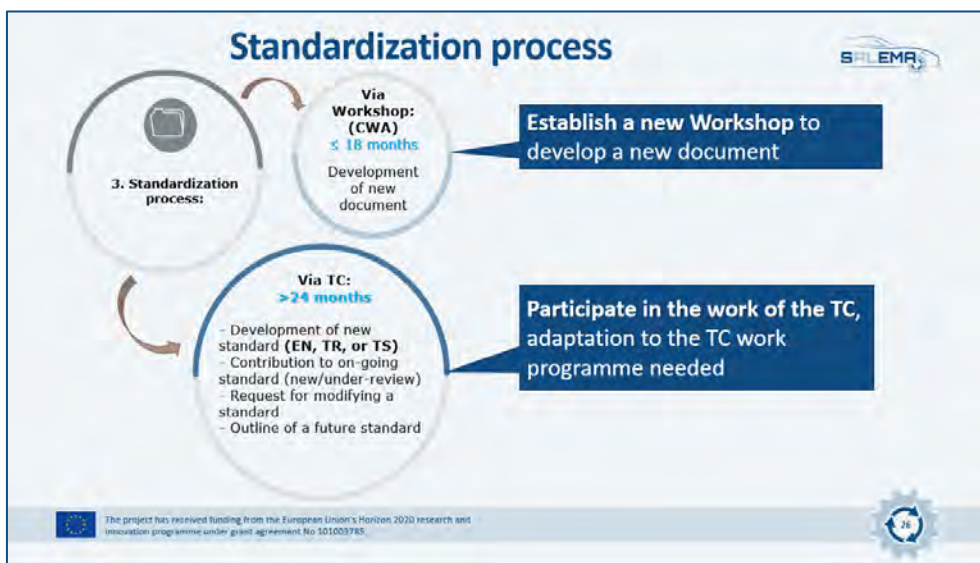 Standardization process
SALEMA
3. Standardization
process:
Via
Workshop:
(CWA)
≤ 18 months
Development
of new
document
Establish a new Workshop to
develop a new document
Via TC:
>24 months
- Development of new
standard (EN, TR, or TS)
- Contribution to on-going
standard (new/under-review)
- Request for modifying a
standard
- Outline of a future standard
Participate in the work of the TC,
adaptation to the TC work
programme needed
The project has received funding from the European Union's Horizon 2020 research and
innovation programme under grant agreement No 101003785
26